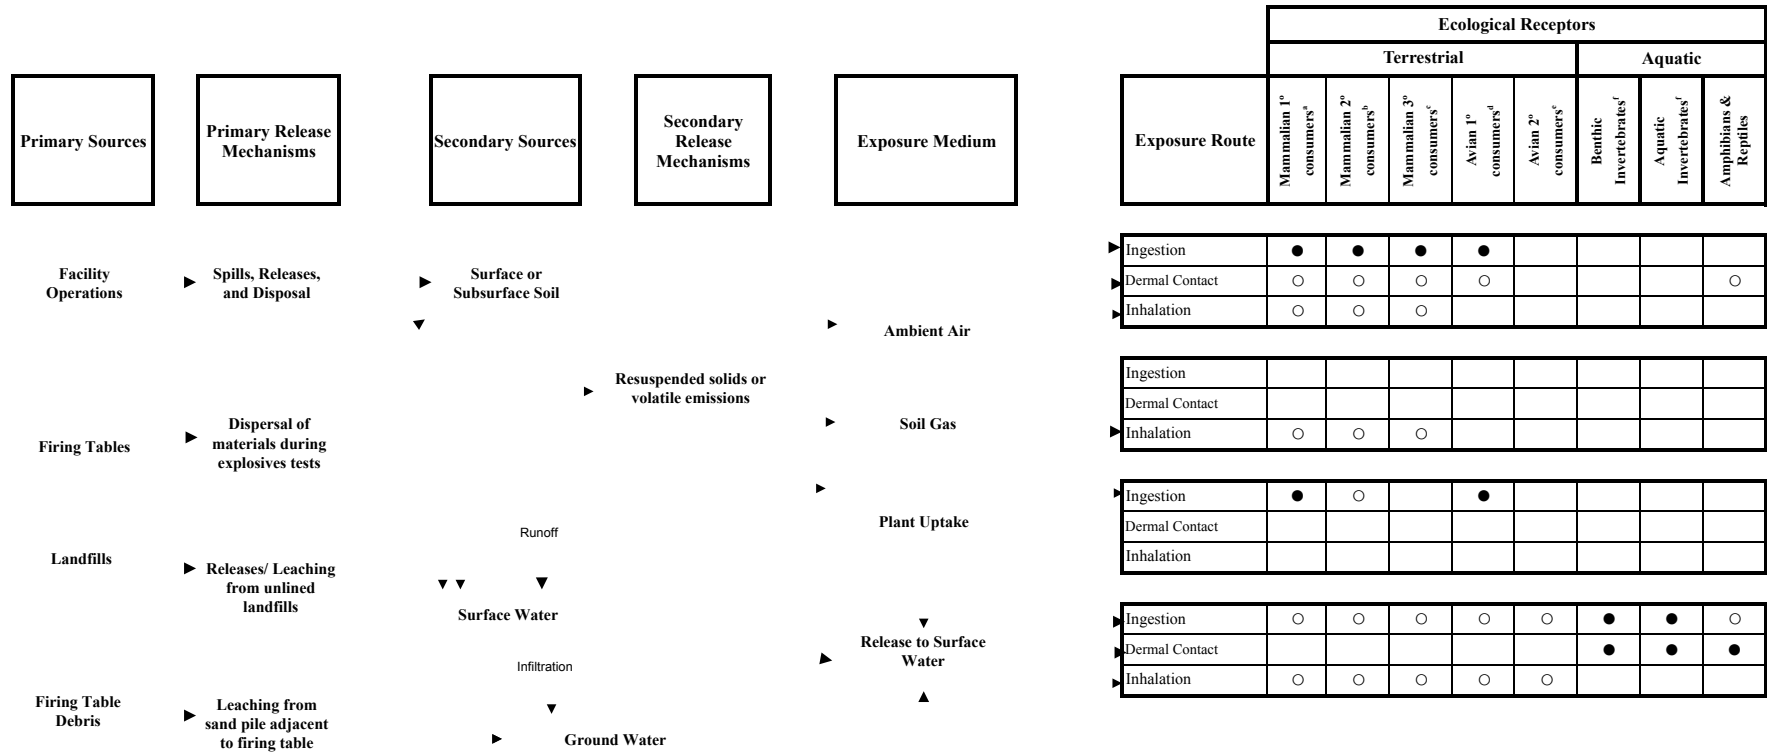 Ecological Receptors
Terrestrial
Aquatic
Primary Sources
Primary Release
Mechanisms
Secondary Sources
Secondary
Release
Mechanisms
Exposure Medium
Exposure Route
Mammalian 1º
consumersᵃ
Mammalian 2º
consumersᵇ
Mammalian 3º
consumersᶜ
Avian 1º
consumersᵈ
Avian 2º
consumersᵉ
Benthic
Invertebratesᶠ
Aquatic
Invertebratesᶠ
Amphibians &
Reptiles
Facility
Operations
Spills, Releases,
and Disposal
Surface or
Subsurface Soil
Ambient Air
Ingestion
Dermal Contact
Inhalation
Resuspended solids or
volatile emissions
Firing Tables
Dispersal of
materials during
explosives tests
Soil Gas
Ingestion
Dermal Contact
Inhalation
Landfills
Releases/ Leaching
from unlined
landfills
Runoff
Surface Water
Plant Uptake
Ingestion
Dermal Contact
Inhalation
Infiltration
Release to Surface
Water
Ingestion
Dermal Contact
Inhalation
Firing Table
Debris
Leaching from
sand pile adjacent
to firing table
Ground Water